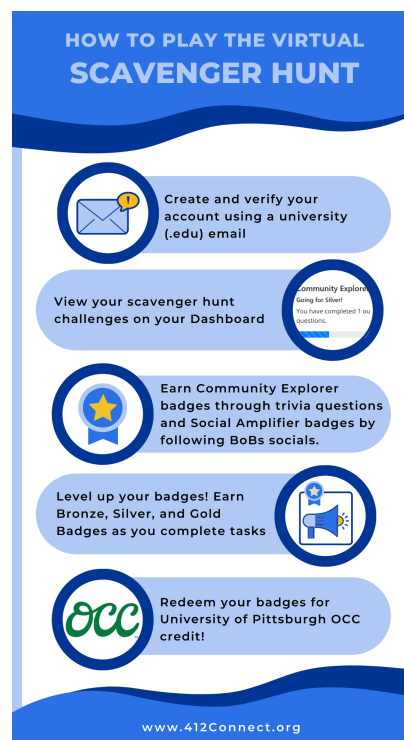 HOW TO PLAY THE VIRTUAL
SCAVENGER HUNT
Create and verify your
account using a university
(.edu) email
View your scavenger hunt
challenges on your Dashboard
Community Explore
Going for Silver!
You have completed 1 ou
questions.
Earn Community Explorer
badges through trivia questions
and Social Amplifier badges by
following BoBs socials.
Level up your badges! Earn
Bronze, Silver, and Gold
Badges as you complete tasks
OCC
Redeem your badges for
University of Pittsburgh OCC
credit!
www.412Connect.org